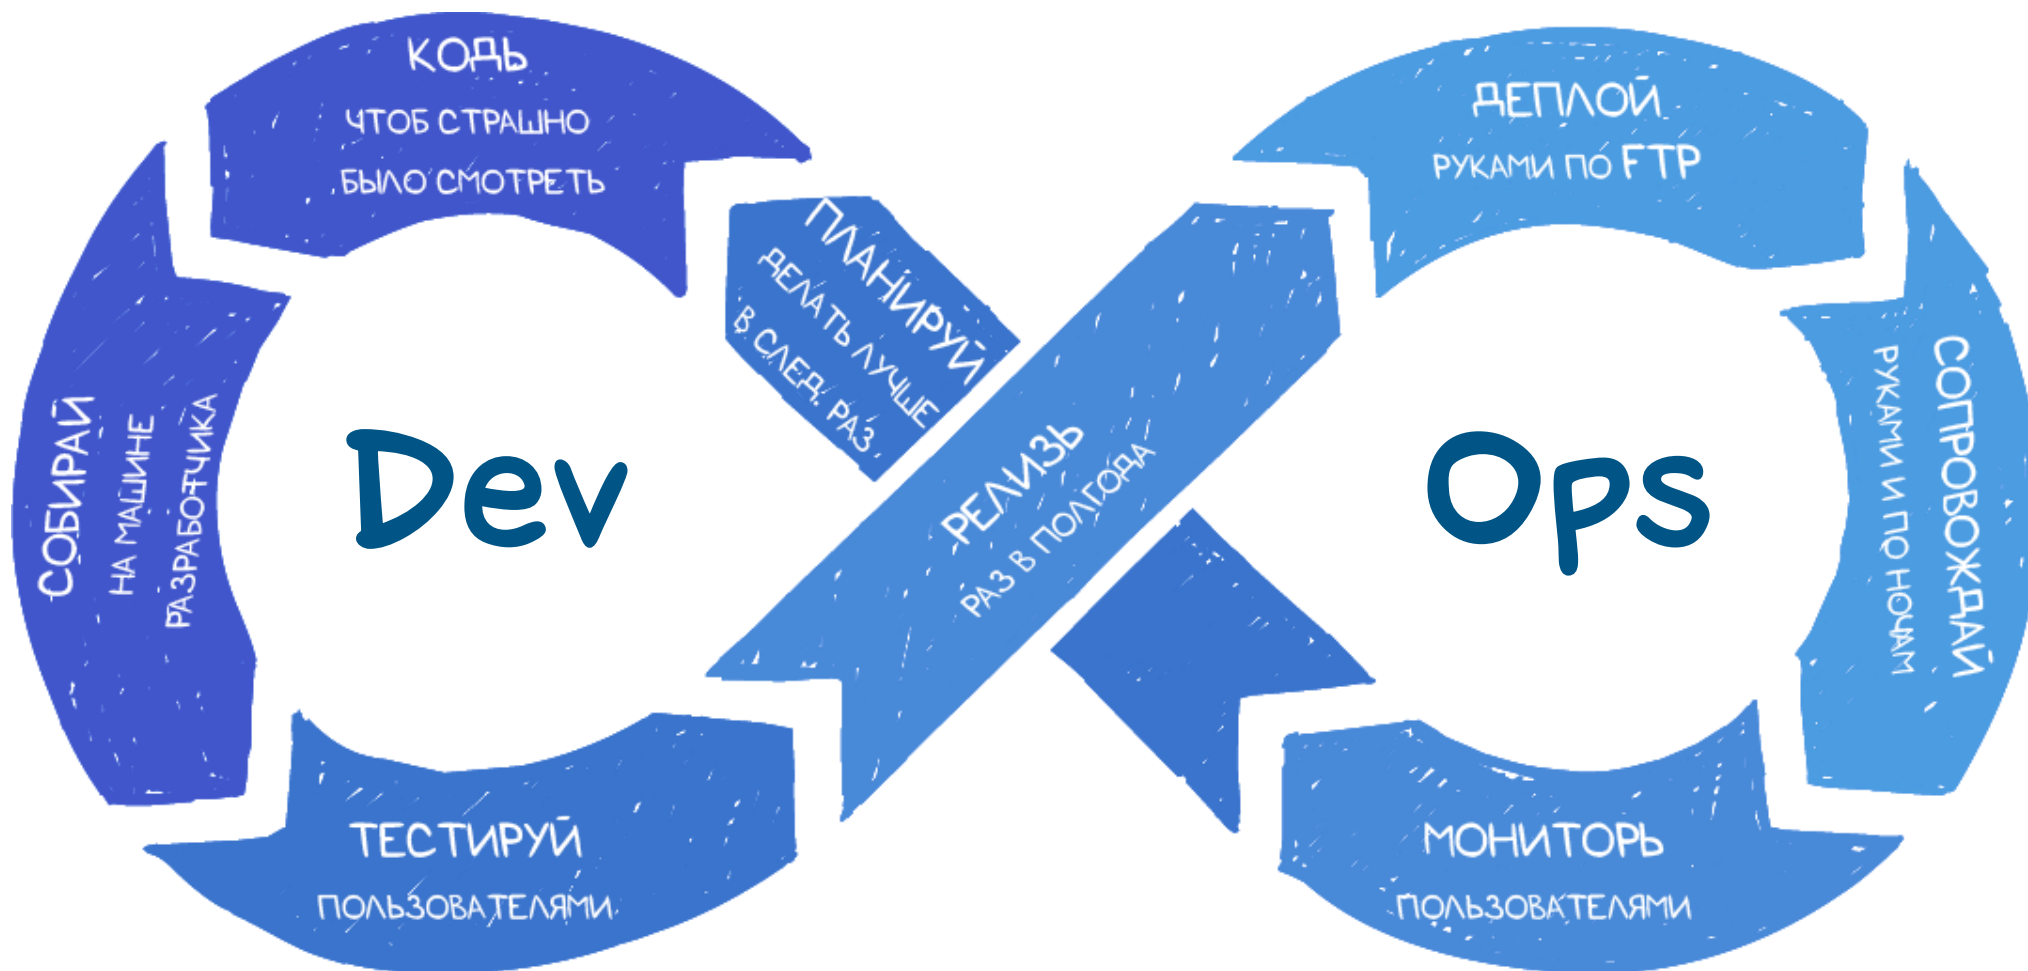 КОДЬ
ЧТОБ СТРАШНО
БЫЛО СМОТРЕТЬ
СОБИРАЙ
НА МАШИНЕ
РАЗРАБОТЧИКА
Dev
ТЕСТИРУЙ
ПОЛЬЗОВАТЕЛЯМИ
ПЛАНИРУЙ
ДЕЛАТЬ ЛУЧШЕ
В СЛЕД. РАЗ
РЕЛИЗЬ
РАЗ В ПОЛГОДА
ДЕПЛОЙ
РУКАМИ ПО FTP
Ops
СОПРОВОЖДАЙ
РУКАМИ И ПО НОЧАМ
МОНИТОРЬ
ПОЛЬЗОВАТЕЛЯМИ